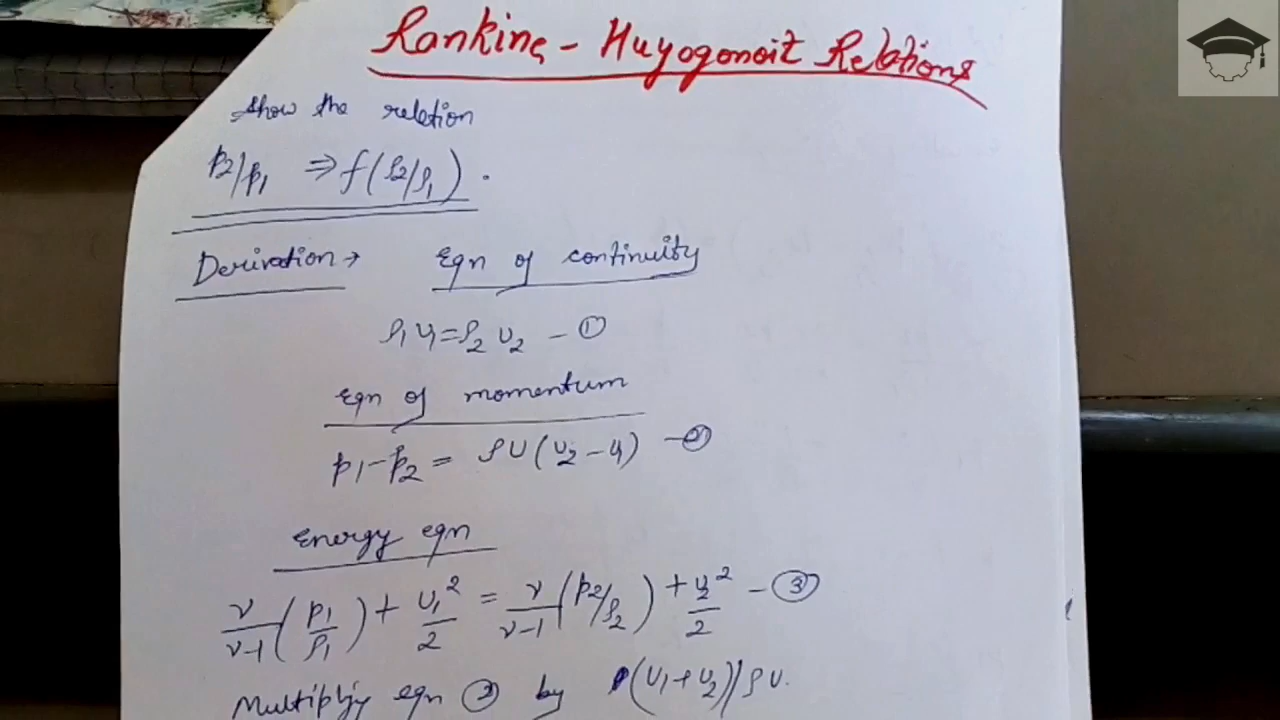 Rankine - Huyogonoit Relations
Show the relation
p2/p1 ⇒ f(ρ2/ρ1).
Derivation → Eqn of continuity
ρ1 u1 = ρ2 u2 - ①
Eqn of momentum
p1 - p2 = ρu(u2 - u1) - ②
Energy eqn
γ/γ-1 (p1/ρ1) + u1²/2 = γ/γ-1 (p2/ρ2) + u2²/2 - ③
Multiply eqn ② by (u1 + u2)/ρu.